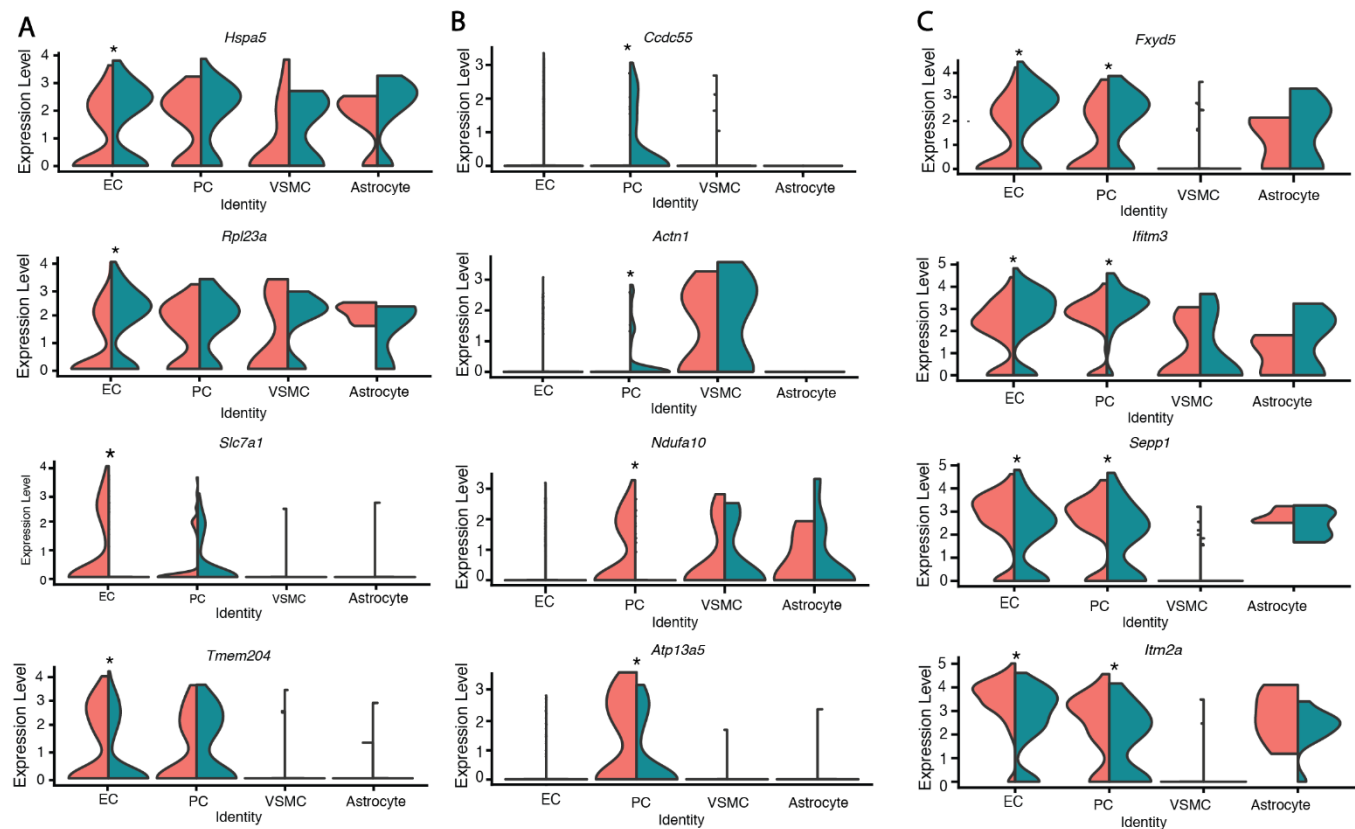 A
Hspa5
*
Expression Level
4
3
2
1
0
EC
PC
VSMC
Astrocyte
Identity
Rpl23a
*
Expression Level
4
3
2
1
0
EC
PC
VSMC
Astrocyte
Identity
Slc7a1
*
Expression Level
4
3
2
1
0
EC
PC
VSMC
Astrocyte
Identity
Tmem204
*
Expression Level
4
3
2
1
0
EC
PC
VSMC
Astrocyte
Identity
B
Ccdc55
*
Expression Level
3
2
1
0
EC
PC
VSMC
Astrocyte
Identity
Actn1
*
Expression Level
3
2
1
0
EC
PC
VSMC
Astrocyte
Identity
Ndufa10
*
Expression Level
3
2
1
0
EC
PC
VSMC
Astrocyte
Identity
Atp13a5
*
Expression Level
3
2
1
0
EC
PC
VSMC
Astrocyte
Identity
C
Fxyd5
* *
Expression Level
4
3
2
1
0
EC
PC
VSMC
Astrocyte
Identity
Ifitm3
* *
Expression Level
5
4
3
2
1
0
EC
PC
VSMC
Astrocyte
Identity
Sepp1
* *
Expression Level
5
4
3
2
1
0
EC
PC
VSMC
Astrocyte
Identity
Itm2a
* *
Expression Level
5
4
3
2
1
0
EC
PC
VSMC
Astrocyte
Identity